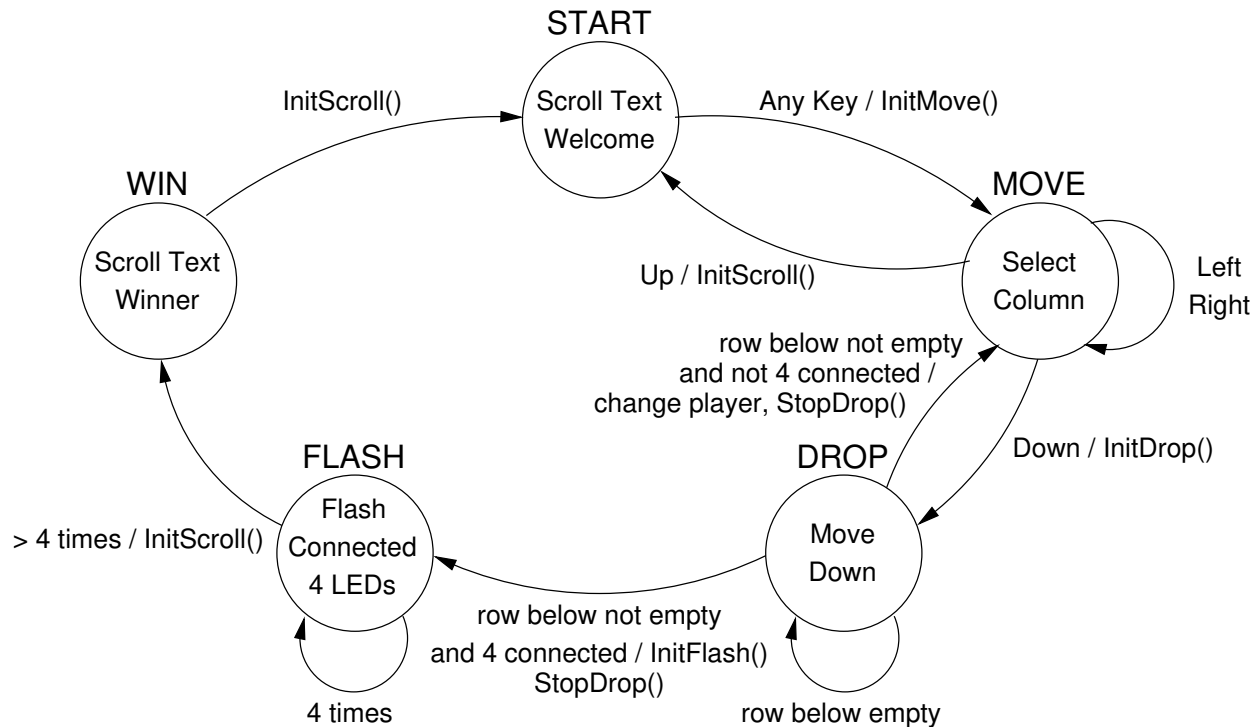 START
InitScroll()
Scroll Text
Welcome
Any Key / InitMove()
WIN
MOVE
Scroll Text
Winner
Up / InitScroll()
Select
Column
Left
Right
row below not empty
and not 4 connected /
change player, StopDrop()
FLASH
DROP
Down / InitDrop()
> 4 times / InitScroll()
Flash
Connected
4 LEDs
Move
Down
row below not empty
and 4 connected / InitFlash()
StopDrop()
4 times
row below empty